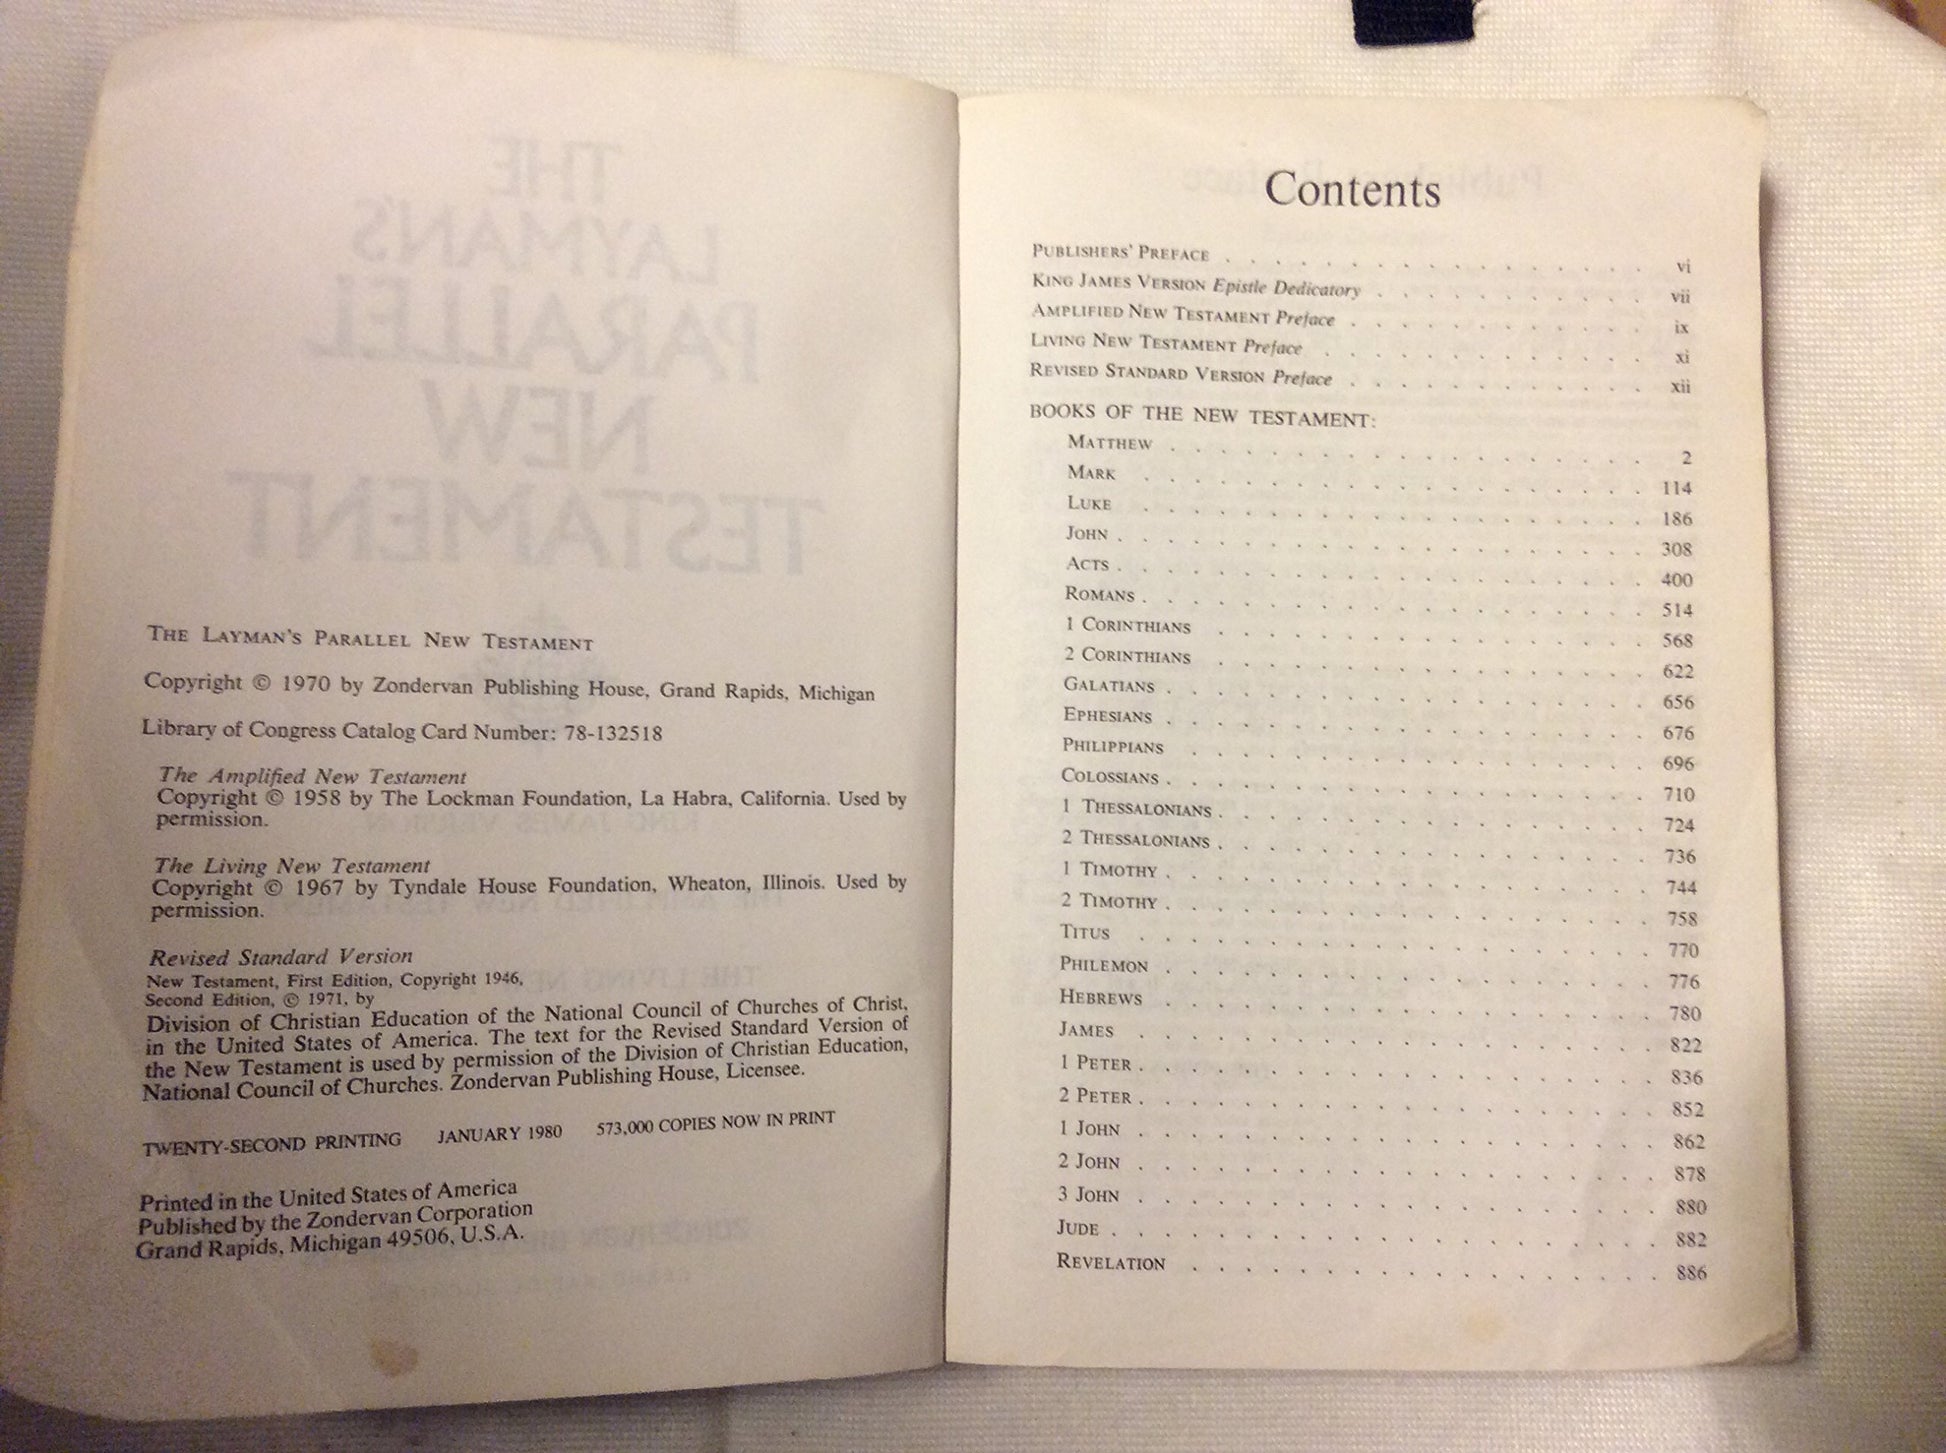 THE LAYMAN'S PARALLEL NEW TESTAMENT
Copyright © 1970 by Zondervan Publishing House, Grand Rapids, Michigan
Library of Congress Catalog Card Number: 78-132518
The Amplified New Testament
Copyright © 1958 by The Lockman Foundation, La Habra, California. Used by
permission.
The Living New Testament
Copyright © 1967 by Tyndale House Foundation, Wheaton, Illinois. Used by
permission.
Revised Standard Version
New Testament, First Edition, Copyright 1946,
Second Edition, © 1971, by
Division of Christian Education of the National Council of Churches of Christ,
in the United States of America. The text for the Revised Standard Version of
the New Testament is used by permission of the Division of Christian Education,
National Council of Churches. Zondervan Publishing House, Licensee.
TWENTY-SECOND PRINTING JANUARY 1980 573,000 COPIES NOW IN PRINT
Printed in the United States of America
Published by the Zondervan Corporation
Grand Rapids, Michigan 49506, U.S.A.
Contents
PUBLISHERS' PREFACE . . . . . . . . . . . . . . . . . vi
KING JAMES VERSION Epistle Dedicatory . . . . . . . . . . . vii
AMPLIFIED NEW TESTAMENT Preface . . . . . . . . . . . . ix
LIVING NEW TESTAMENT Preface . . . . . . . . . . . . . xi
REVISED STANDARD VERSION Preface . . . . . . . . . . . . xii
BOOKS OF THE NEW TESTAMENT:
MATTHEW . . . . . . . . . . . . . . . . . . . 2
MARK . . . . . . . . . . . . . . . . . . . . 114
LUKE . . . . . . . . . . . . . . . . . . . . 186
JOHN . . . . . . . . . . . . . . . . . . . . . 308
ACTS . . . . . . . . . . . . . . . . . . . . . 400
ROMANS . . . . . . . . . . . . . . . . . . . . 514
1 CORINTHIANS . . . . . . . . . . . . . . . . . 568
2 CORINTHIANS . . . . . . . . . . . . . . . . . 622
GALATIANS . . . . . . . . . . . . . . . . . . . 656
EPHESIANS . . . . . . . . . . . . . . . . . . . 676
PHILIPPIANS . . . . . . . . . . . . . . . . . . 696
COLOSSIANS . . . . . . . . . . . . . . . . . . . 710
1 THESSALONIANS . . . . . . . . . . . . . . . . . 724
2 THESSALONIANS . . . . . . . . . . . . . . . . . 736
1 TIMOTHY . . . . . . . . . . . . . . . . . . . 744
2 TIMOTHY . . . . . . . . . . . . . . . . . . . 758
TITUS . . . . . . . . . . . . . . . . . . . . 770
PHILEMON . . . . . . . . . . . . . . . . . . . 776
HEBREWS . . . . . . . . . . . . . . . . . . . 780
JAMES . . . . . . . . . . . . . . . . . . . . 822
1 PETER . . . . . . . . . . . . . . . . . . . . 836
2 PETER . . . . . . . . . . . . . . . . . . . . 852
1 JOHN . . . . . . . . . . . . . . . . . . . . 862
2 JOHN . . . . . . . . . . . . . . . . . . . . 878
3 JOHN . . . . . . . . . . . . . . . . . . . . 880
JUDE . . . . . . . . . . . . . . . . . . . . . 882
REVELATION . . . . . . . . . . . . . . . . . . 886